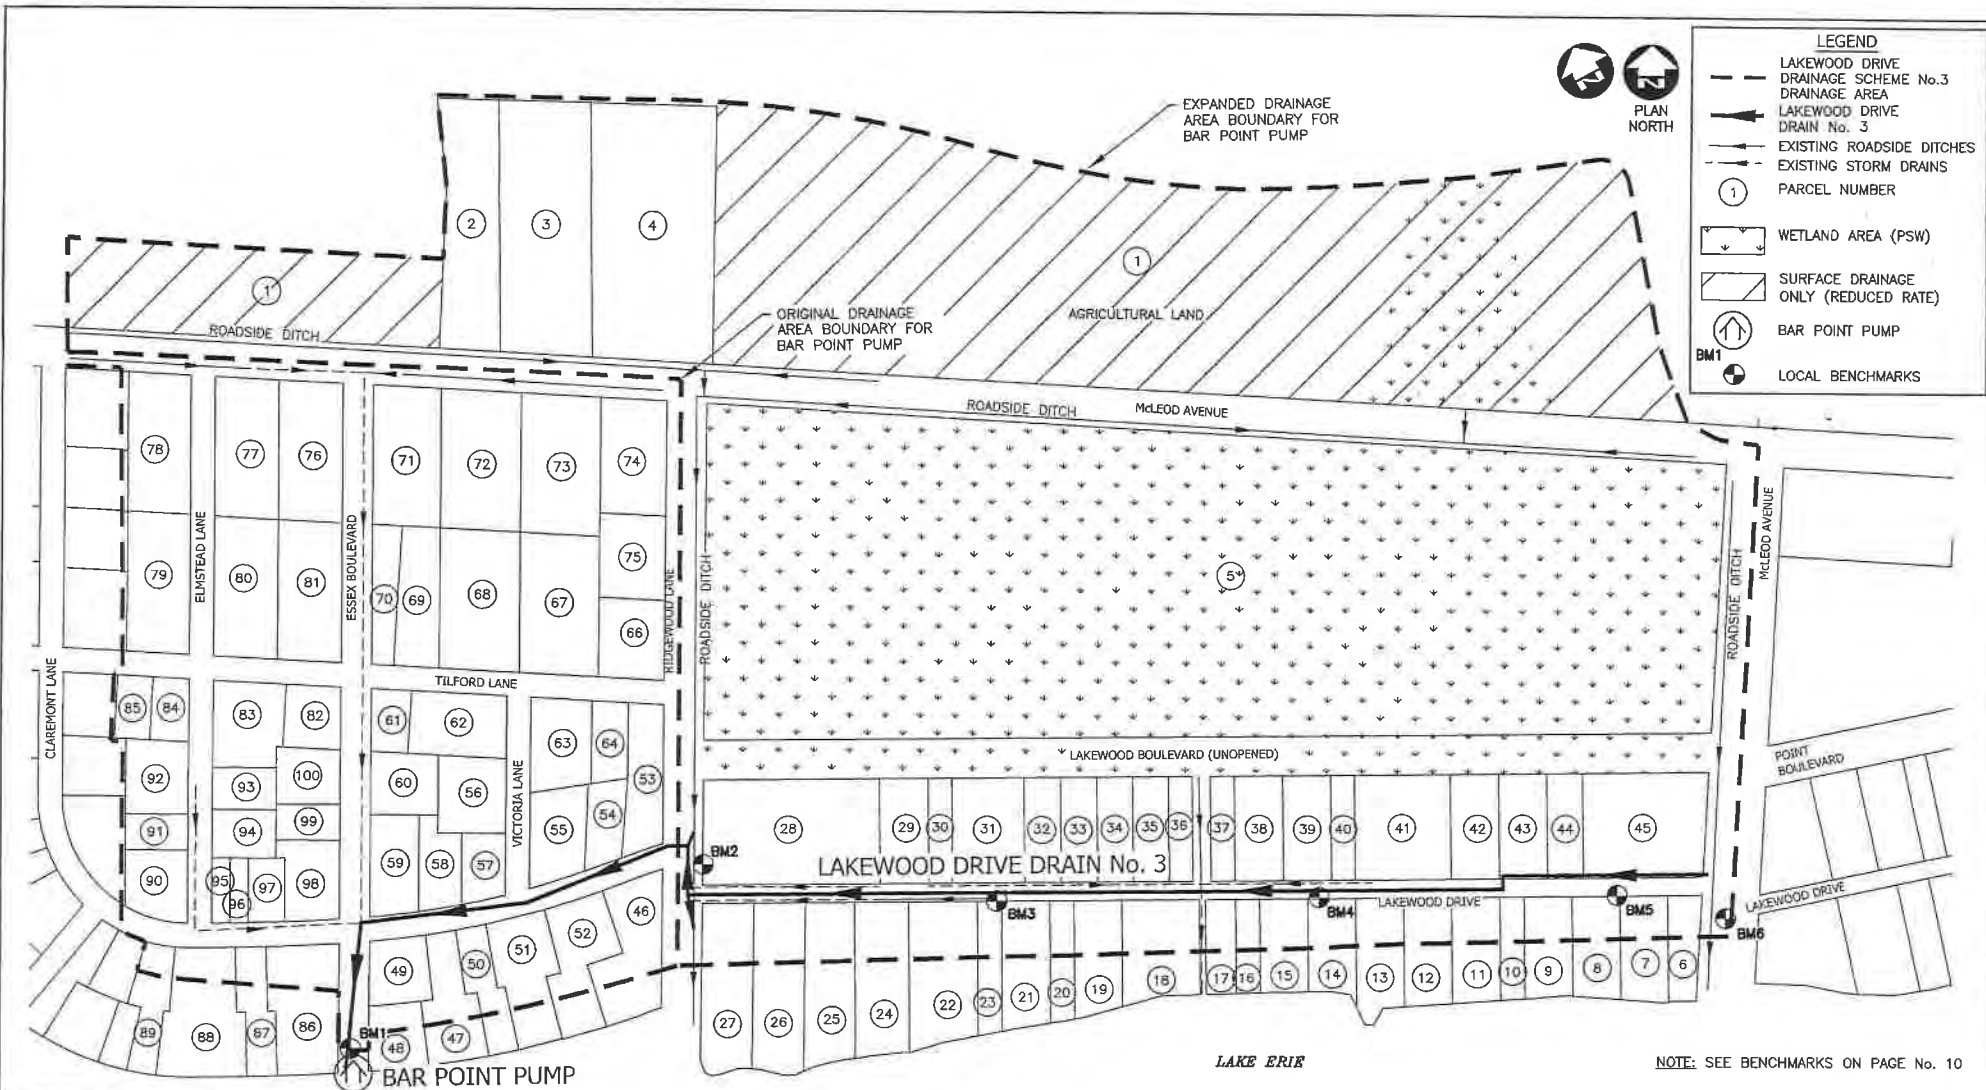 LEGEND
LAKEWOOD DRIVE
DRAINAGE SCHEME No.3
DRAINAGE AREA
LAKEWOOD DRIVE
DRAIN No. 3
EXISTING ROADSIDE DITCHES
EXISTING STORM DRAINS
1
PARCEL NUMBER
WETLAND AREA (PSW)
SURFACE DRAINAGE
ONLY (REDUCED RATE)
BAR POINT PUMP
BM1
LOCAL BENCHMARKS
N
N
PLAN
NORTH
EXPANDED DRAINAGE
AREA BOUNDARY FOR
BAR POINT PUMP
2
3
4
1
1
AGRICULTURAL LAND
ORIGINAL DRAINAGE
AREA BOUNDARY FOR
BAR POINT PUMP
ROADSIDE DITCH
ROADSIDE DITCH
McLEOD AVENUE
78
77
76
71
72
73
74
79
80
81
70
69
68
67
75
66
ELMSTEAD LANE
ESSEX BOULEVARD
RIDGEWOOD LANE
ROADSIDE DITCH
5
ROADSIDE DITCH
McLEOD AVENUE
CLAREMONT LANE
TILFORD LANE
VICTORIA LANE
85
84
83
82
61
62
63
64
53
92
93
100
60
56
91
94
99
55
54
90
95
96
97
98
59
58
57
LAKEWOOD BOULEVARD (UNOPENED)
POINT
BOULEVARD
28
29
30
31
32
33
34
35
36
37
38
39
40
41
42
43
44
45
BM2
LAKEWOOD DRIVE DRAIN No. 3
BM3
BM4
LAKEWOOD DRIVE
BM5
LAKEWOOD DRIVE
BM6
49
50
51
52
46
89
88
87
86
BM1
48
47
27
26
25
24
22
23
21
20
19
18
17
16
15
14
13
12
11
10
9
8
7
6
BAR POINT PUMP
LAKE ERIE
NOTE: SEE BENCHMARKS ON PAGE No. 10